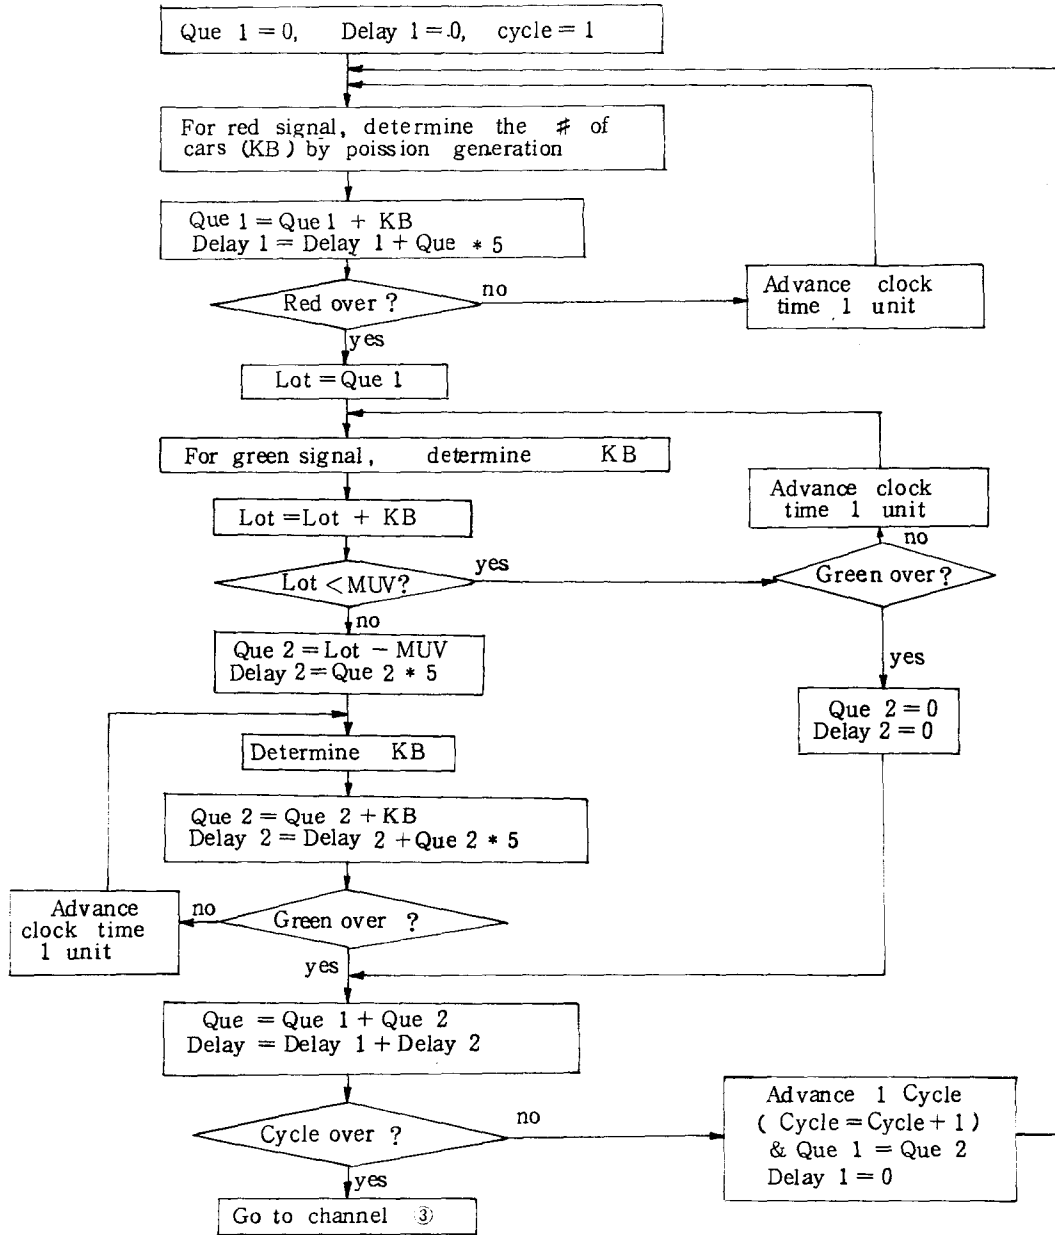 Que 1 = 0, Delay 1 = 0, cycle = 1
For red signal, determine the # of
cars (KB) by poission generation
Que 1 = Que 1 + KB
Delay 1 = Delay 1 + Que * 5
Red over ?
no
Advance clock
time 1 unit
yes
Lot = Que 1
For green signal, determine KB
Lot = Lot + KB
Advance clock
time 1 unit
no
Lot < MUV?
yes
Green over ?
no
Que 2 = Lot - MUV
Delay 2 = Que 2 * 5
yes
Que 2 = 0
Delay 2 = 0
Determine KB
Que 2 = Que 2 + KB
Delay 2 = Delay 2 + Que 2 * 5
Advance
clock time
1 unit
no
Green over ?
yes
Que = Que 1 + Que 2
Delay = Delay 1 + Delay 2
Cycle over ?
no
Advance 1 Cycle
( Cycle = Cycle + 1 )
& Que 1 = Que 2
Delay 1 = 0
yes
Go to channel ③